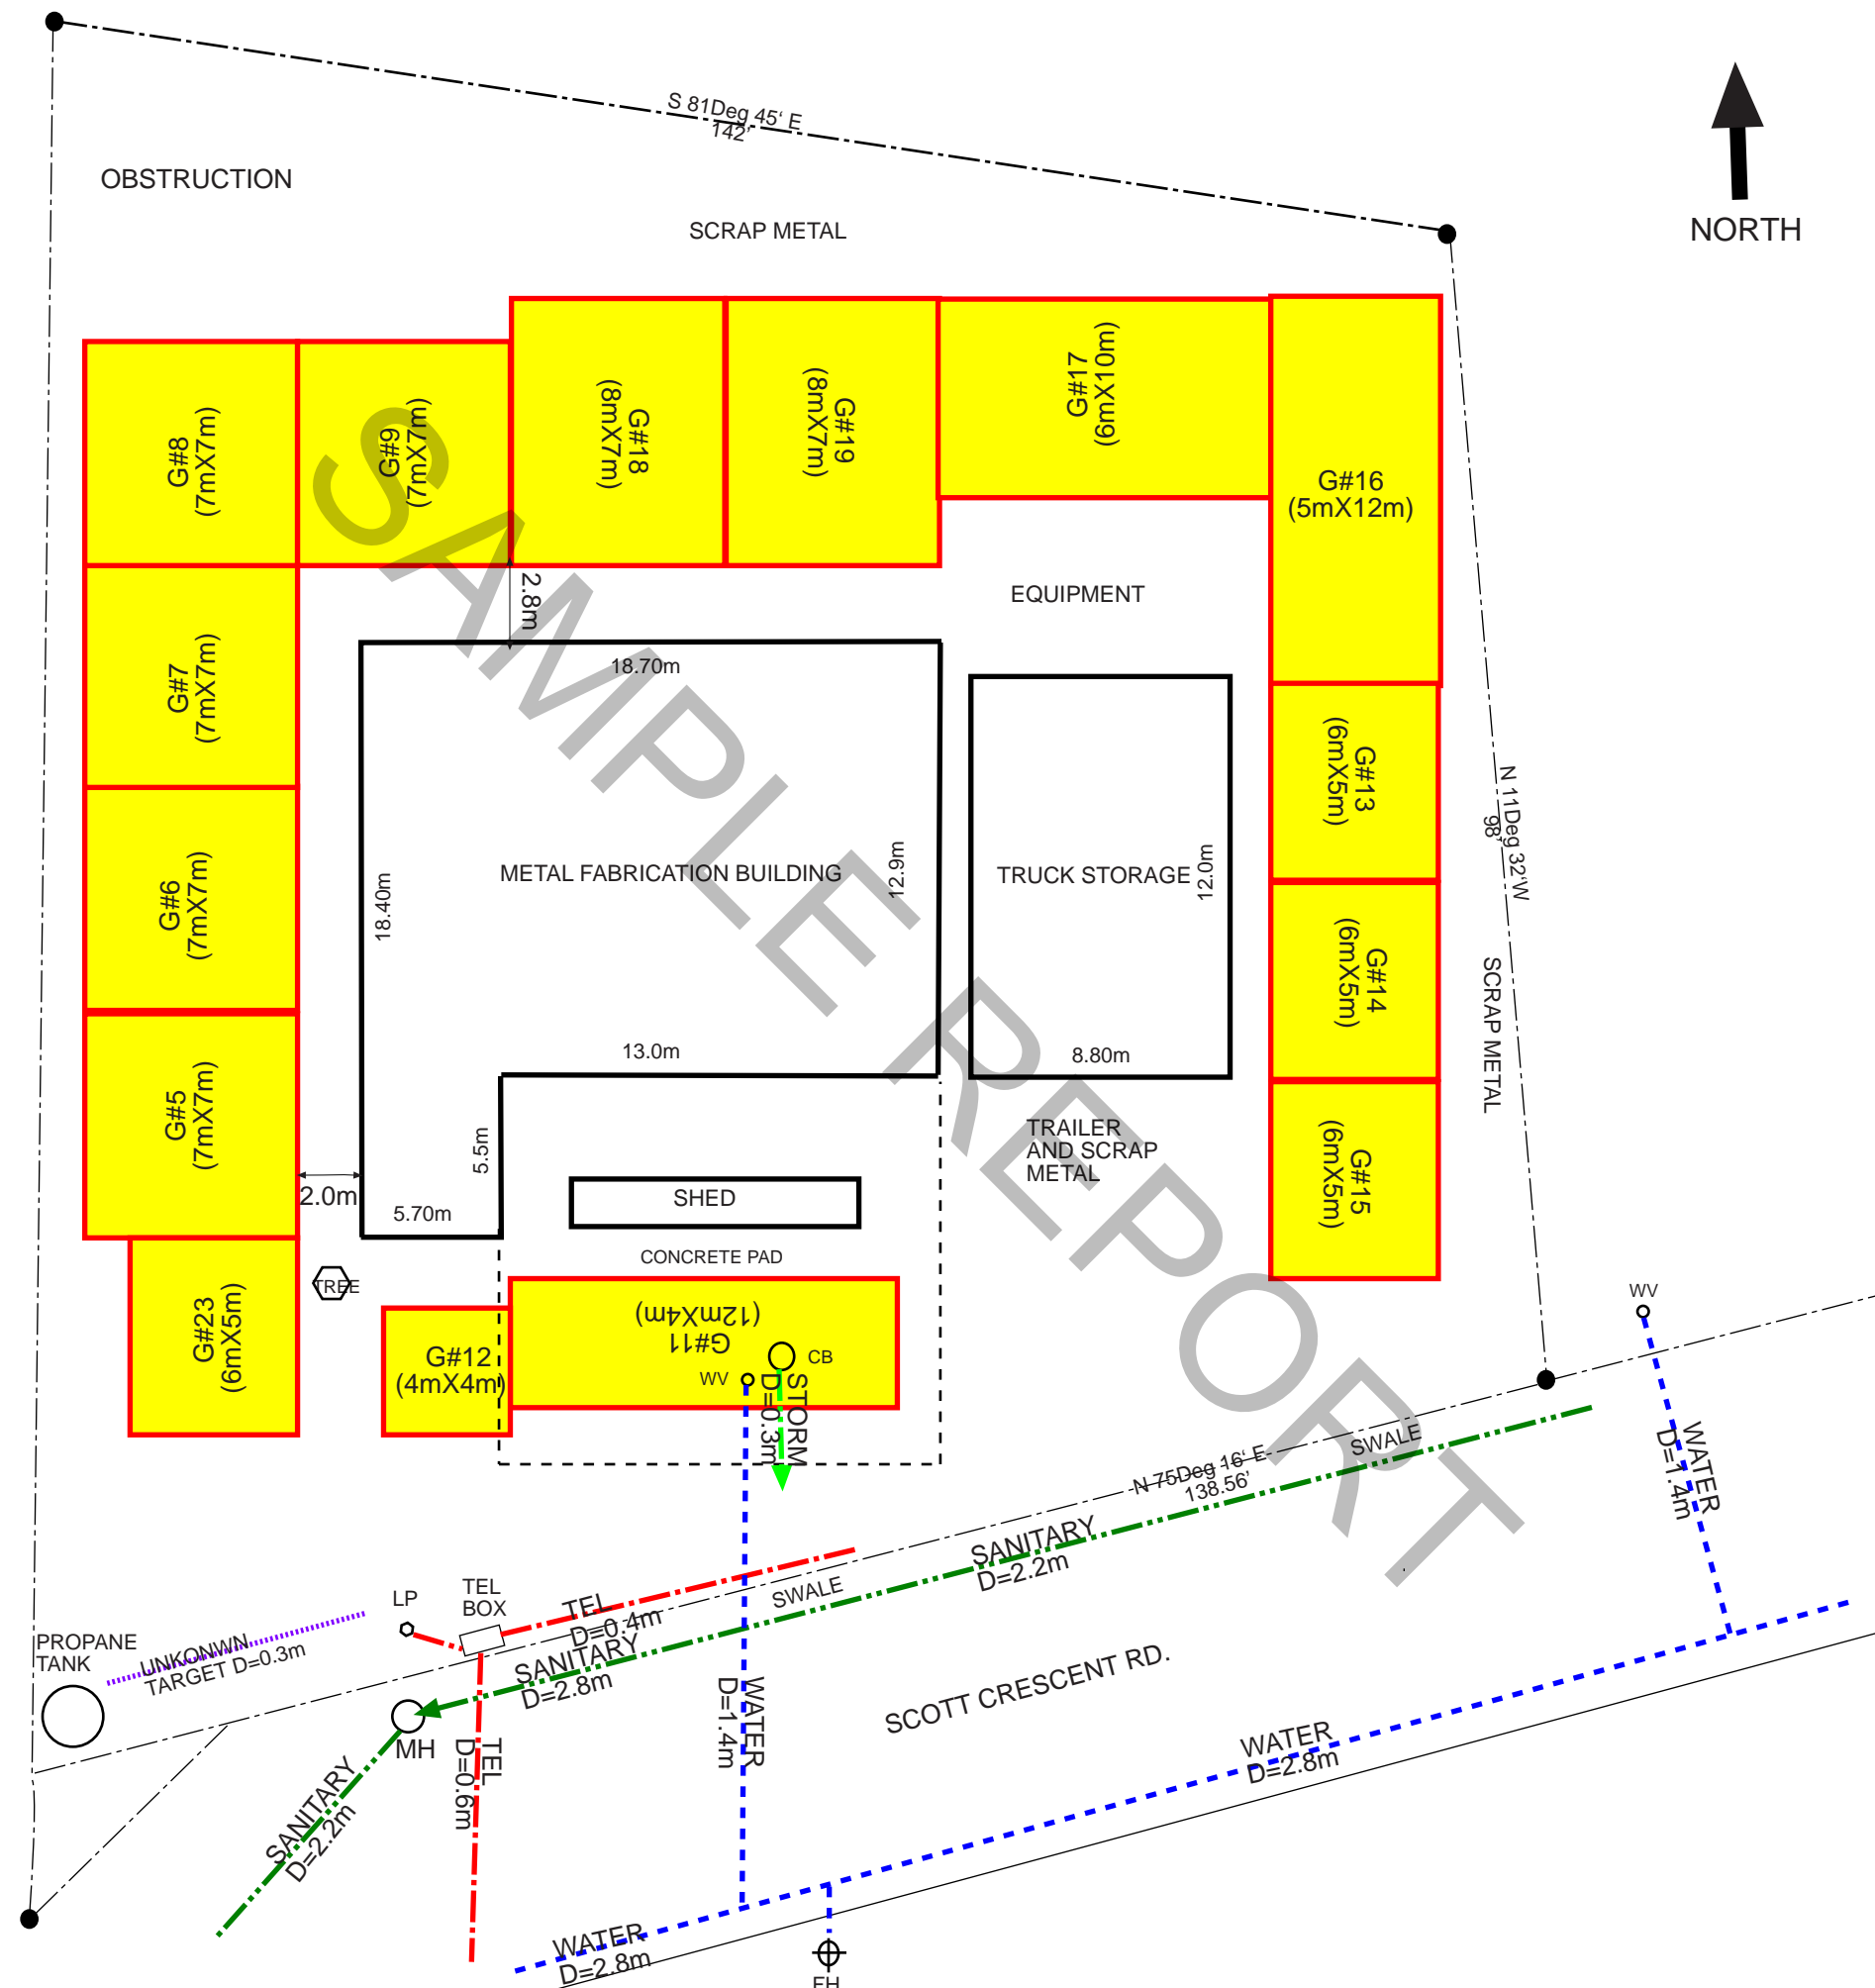 S 81Deg 45' E
142'
OBSTRUCTION
SCRAP METAL
NORTH
G#8
(7mX7m)
G#9
(7mX7m)
G#18
(8mX7m)
G#19
(8mX7m)
G#17
(6mX10m)
G#16
(5mX12m)
EQUIPMENT
2.8m
18.70m
G#7
(7mX7m)
G#13
(6mX5m)
N 11Deg 32'W
98'
METAL FABRICATION BUILDING
12.9m
TRUCK STORAGE
12.0m
G#6
(7mX7m)
18.40m
G#14
(6mX5m)
SCRAP METAL
13.0m
8.80m
G#5
(7mX7m)
5.5m
TRAILER
AND SCRAP
METAL
G#15
(6mX5m)
2.0m
5.70m
SHED
CONCRETE PAD
TREE
G#23
(6mX5m)
G#12
(4mX4m)
G#11
(12mX4m)
CB
WV
STORM
D=0.3m
WV
WATER
D=1.4m
N 75Deg 16' E
138.56'
SWALE
SANITARY
D=2.2m
SWALE
LP
TEL
BOX
TEL
D=0.4m
PROPANE
TANK
UNKONWN
TARGET D=0.3m
SANITARY
D=2.8m
MH
TEL
D=0.6m
WATER
D=1.4m
SCOTT CRESCENT RD.
WATER
D=2.8m
SANITARY
D=2.2m
WATER
D=2.8m
FH
SAMPLE REPORT